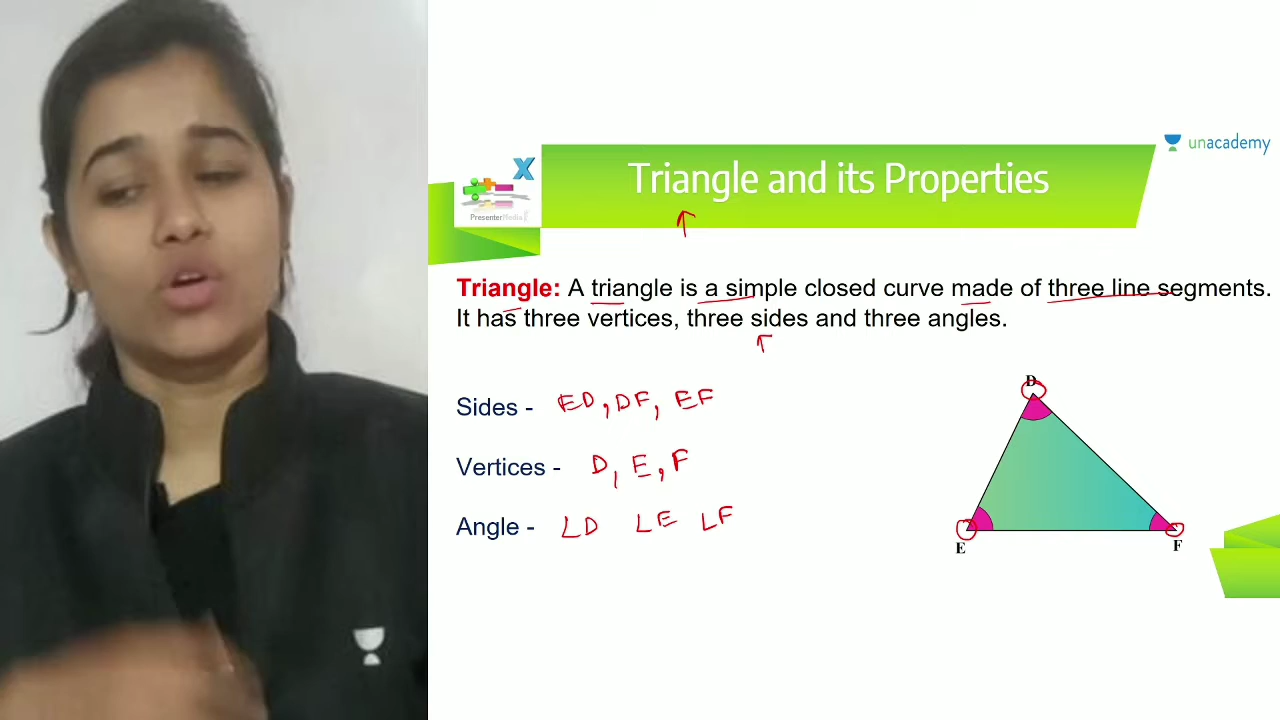 unacademy
X
Triangle and its Properties
PresenterMedia
Triangle: A triangle is a simple closed curve made of three line segments.
It has three vertices, three sides and three angles.
Sides - ED, DF, EF
Vertices - D, E, F
Angle - ∠D ∠E ∠F
D
E
F